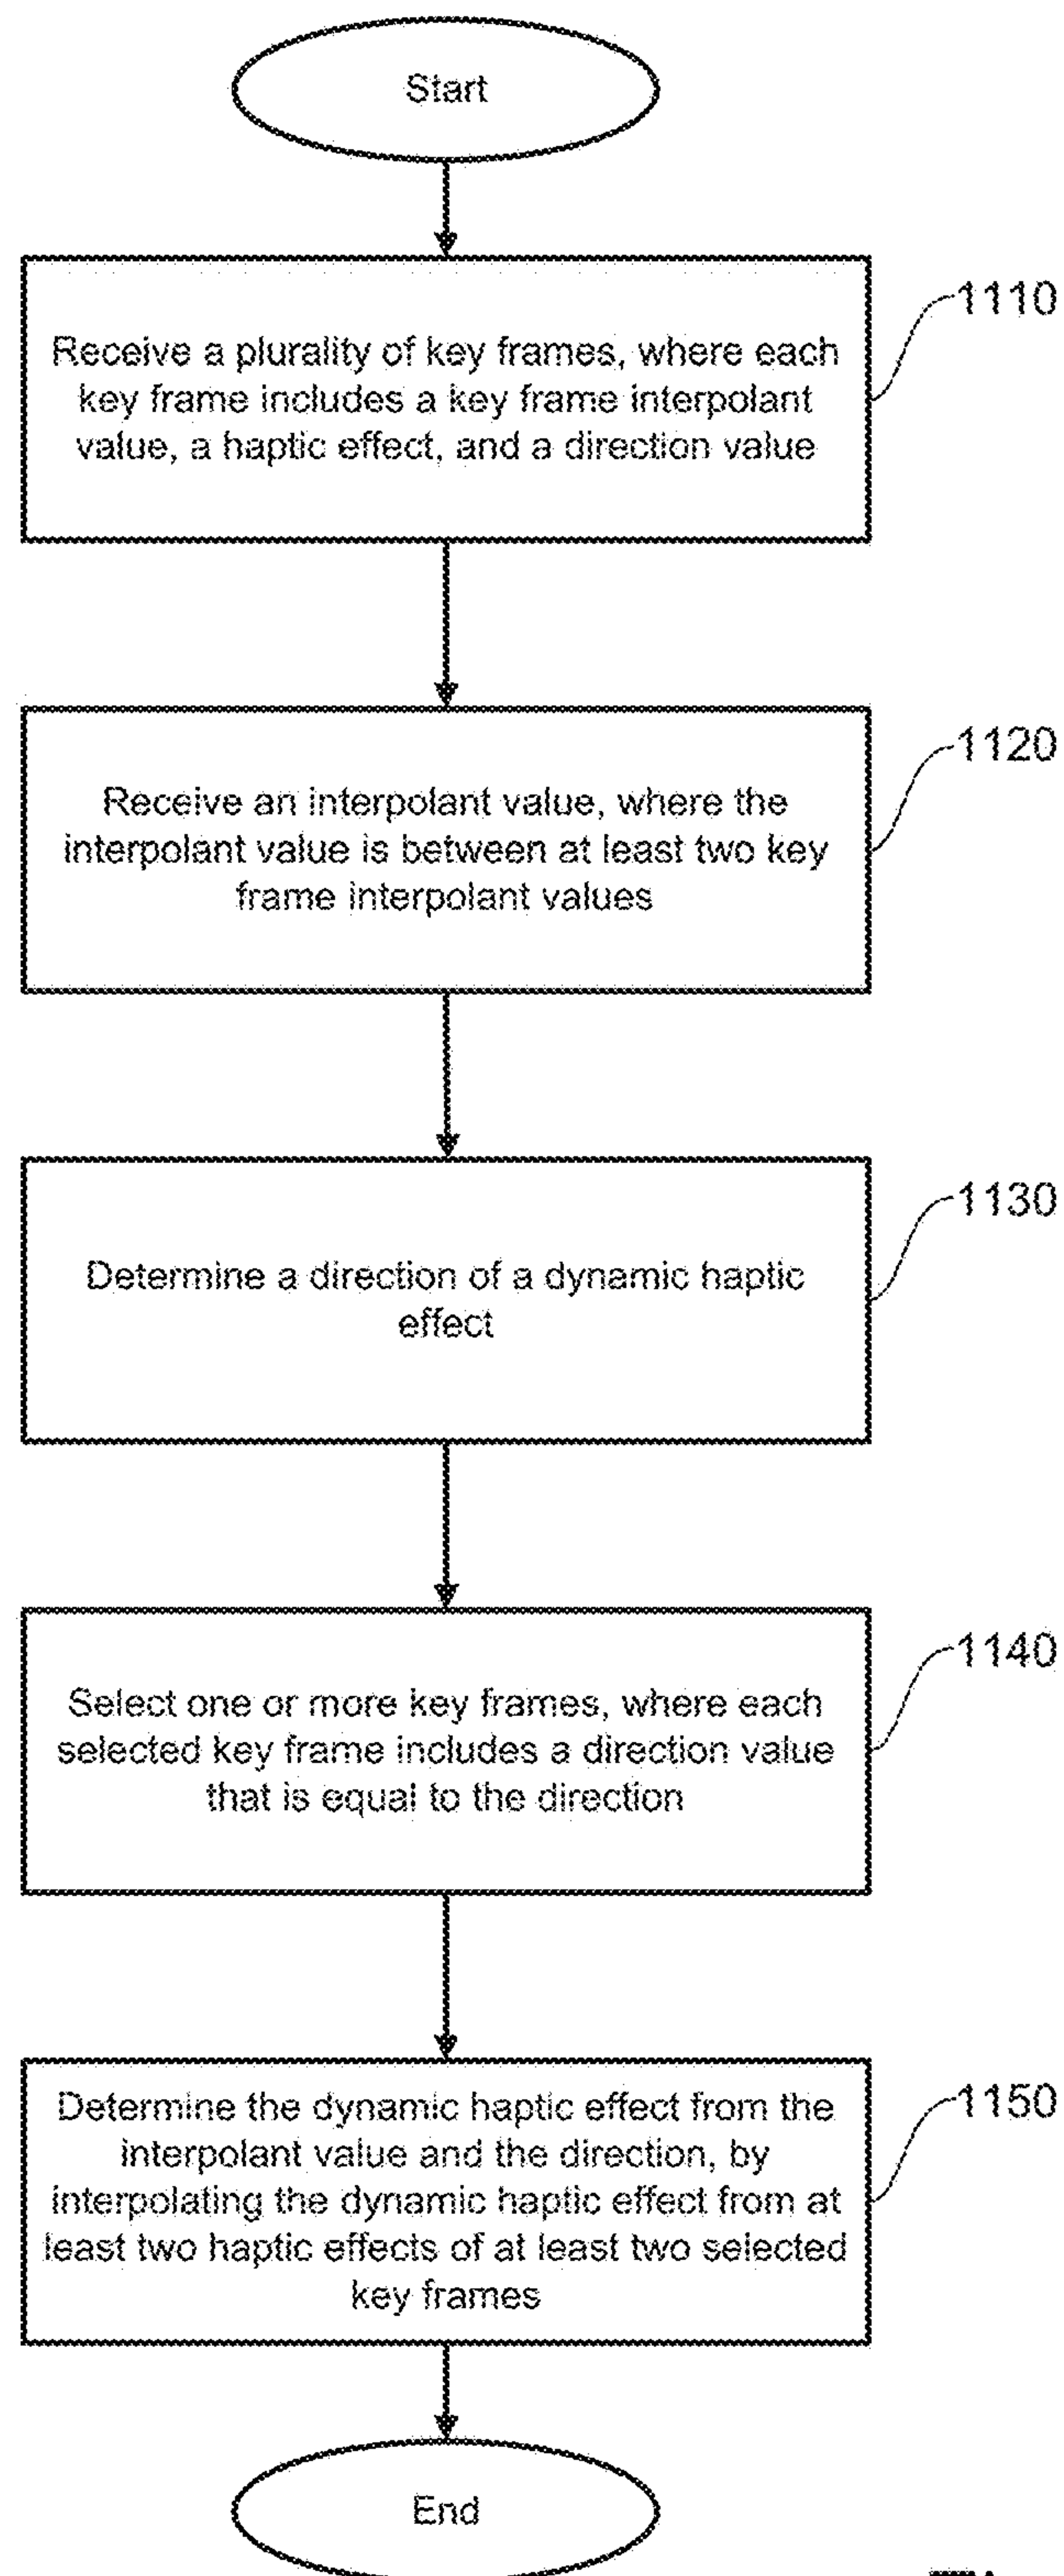 Start
Receive a plurality of key frames, where each
key frame includes a key frame interpolant
value, a haptic effect, and a direction value
1110
Receive an interpolant value, where the
interpolant value is between at least two key
frame interpolant values
1120
Determine a direction of a dynamic haptic
effect
1130
Select one or more key frames, where each
selected key frame includes a direction value
that is equal to the direction
1140
Determine the dynamic haptic effect from the
interpolant value and the direction, by
interpolating the dynamic haptic effect from at
least two haptic effects of at least two selected
key frames
1150
End